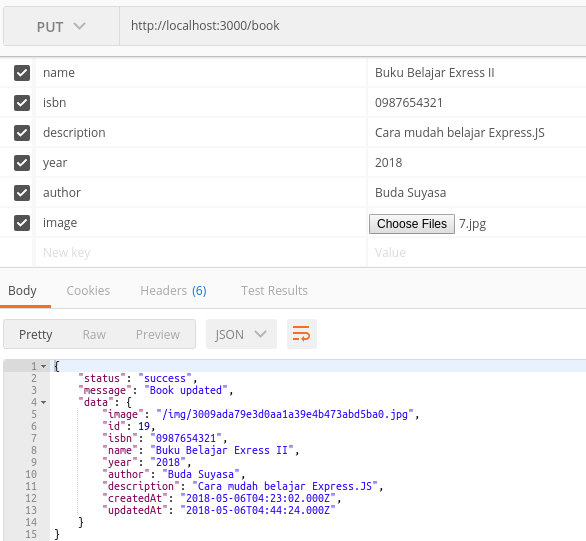 PUT http://localhost:3000/book
name Buku Belajar Exress II
isbn 0987654321
description Cara mudah belajar Express.JS
year 2018
author Buda Suyasa
image Choose Files 7.jpg
New key Value
Body Cookies Headers (6) Test Results
Pretty Raw Preview JSON
1 {
2 "status": "success",
3 "message": "Book updated",
4 "data": {
5 "image": "/img/3009ada79e3d0aa1a39e4b473abd5ba0.jpg",
6 "id": 19,
7 "isbn": "0987654321",
8 "name": "Buku Belajar Exress II",
9 "year": "2018",
10 "author": "Buda Suyasa",
11 "description": "Cara mudah belajar Express.JS",
12 "createdAt": "2018-05-06T04:23:02.000Z",
13 "updatedAt": "2018-05-06T04:44:24.000Z"
14 }
15 }